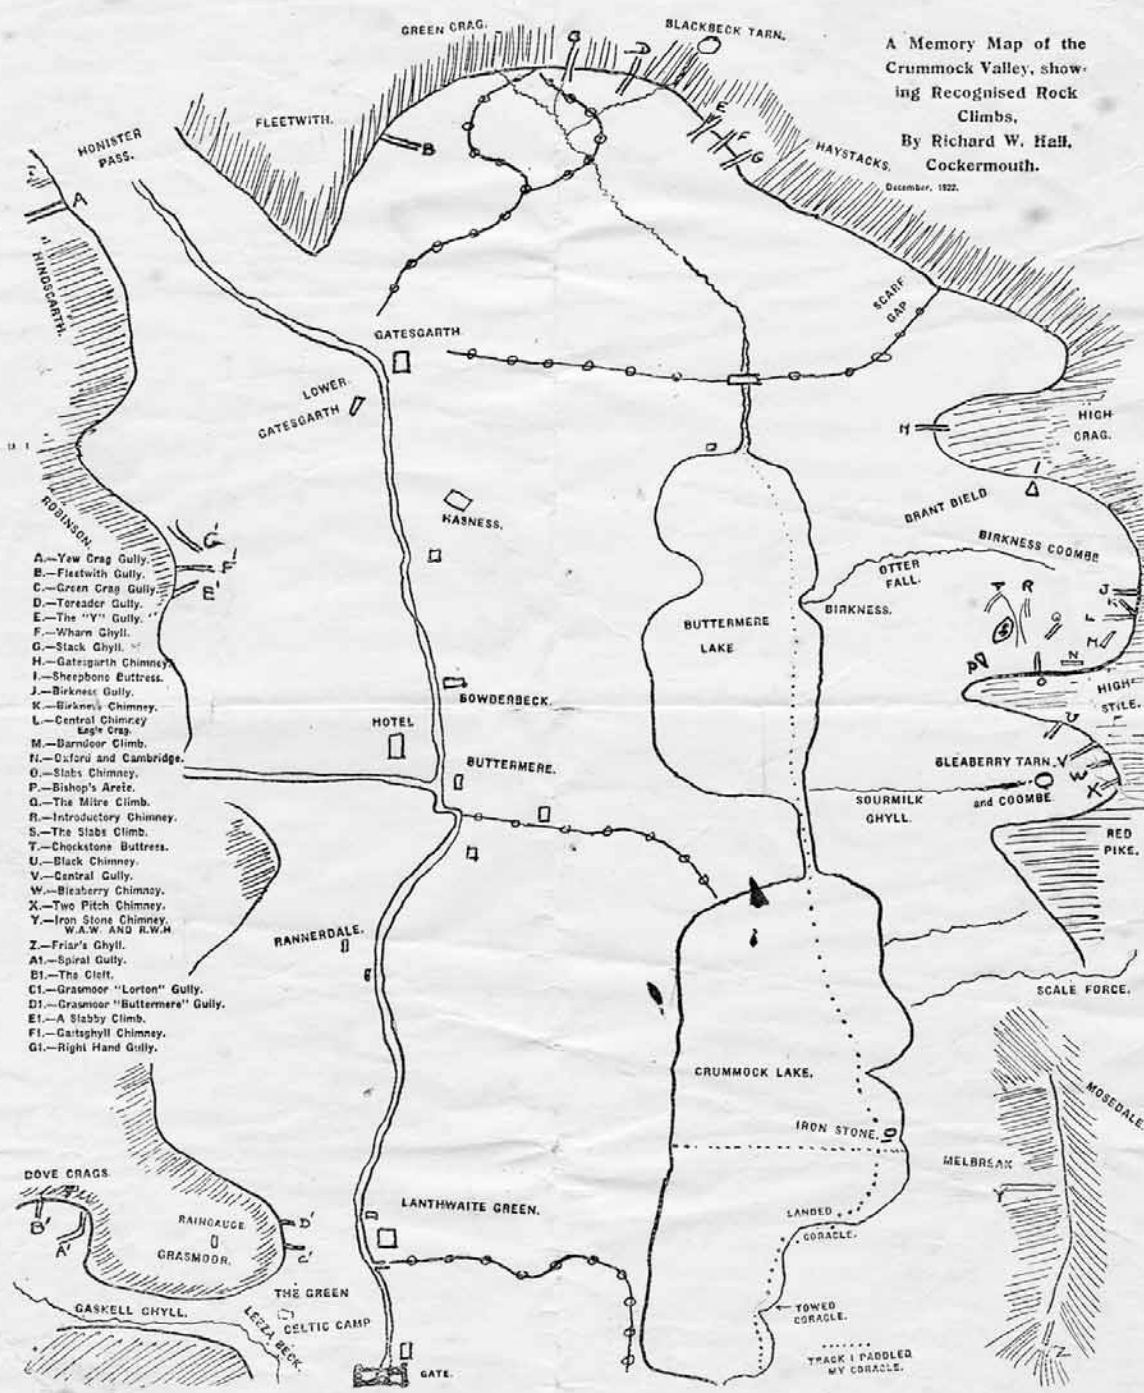 A Memory Map of the
Crummock Valley, show-
ing Recognised Rock
Climbs,
By Richard W. Hall,
Cockermouth.
December, 1922.
GREEN CRAG.
BLACKBECK TARN.
C
D
FLEETWITH.
HONISTER
PASS.
B
E
F
G
HAYSTACKS.
A
HINDSCARTH.
SCARF
GAP
GATESGARTH
LOWER
GATESGARTH
H
HIGH
CRAG.
I
BRANT BIELD
ROBINSON.
HASNESS.
BIRKNESS COOMBE
OTTER
FALL.
G'
F'
E'
BIRKNESS.
T
R
J
K
L
Q
M
S
N
P
O
BUTTERMERE
LAKE
HIGH
STILE.
A.—Yew Crag Gully.
B.—Fleetwith Gully.
C.—Green Crag Gully.
D.—Toreador Gully.
E.—The "Y" Gully.
F.—Wharn Ghyll.
G.—Stack Ghyll.
H.—Gatesgarth Chimney.
I.—Sheepbone Buttress.
J.—Birkness Gully.
K.—Birkness Chimney.
L.—Central Chimney
Eagle Crag.
M.—Barndoor Climb.
N.—Oxford and Cambridge.
O.—Slabs Chimney.
P.—Bishop's Arete.
Q.—The Mitre Climb.
R.—Introductory Chimney.
S.—The Slabs Climb.
T.—Chockstone Buttress.
U.—Black Chimney.
V.—Central Gully.
W.—Bleaberry Chimney.
X.—Two Pitch Chimney.
Y.—Iron Stone Chimney.
W.A.W. AND R.W.H
Z.—Friar's Ghyll.
A1.—Spiral Gully.
B1.—The Cleft.
C1.—Grasmoor "Lorton" Gully.
D1.—Grasmoor "Buttermere" Gully.
E1.—A Slabby Climb.
F1.—Gaitsghyll Chimney.
G1.—Right Hand Gully.
BOWDERBECK.
HOTEL
BUTTERMERE.
U
BLEABERRY TARN.
V
W
X
and COOMBE
SOURMILK
GHYLL.
RED
PIKE.
RANNERDALE.
SCALE FORCE.
CRUMMOCK LAKE.
MOSEDALE.
IRON STONE.
MELBREAK
Y
DOVE CRAGS
B'
A'
RAINGAUGE
GRASMOOR.
D'
C'
LANTHWAITE GREEN.
LANDED
CORACLE.
THE GREEN
GASKELL GHYLL.
LEEZA BECK.
CELTIC CAMP
TOWED
CORACLE.
TRACK I PADDLED
MY CORACLE.
Z
GATE.